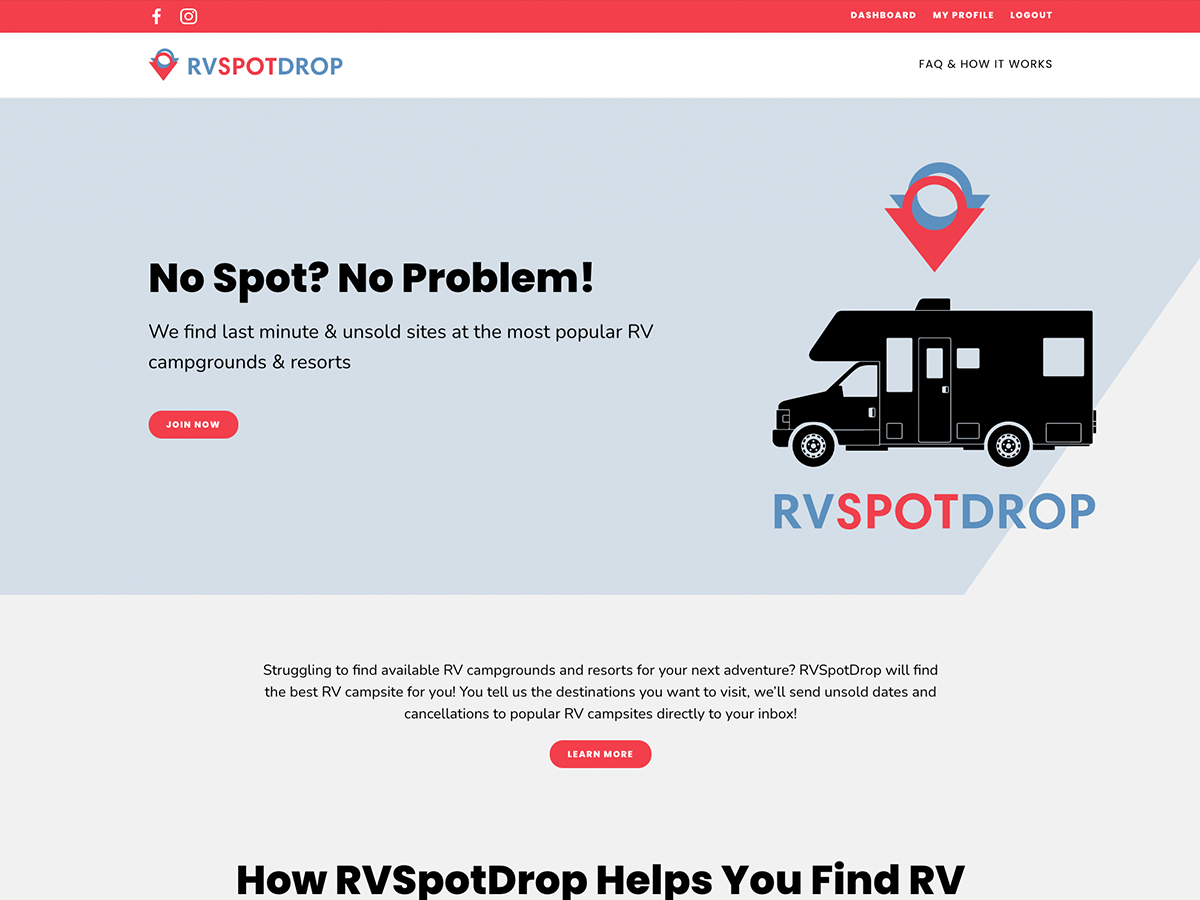 DASHBOARD MY PROFILE LOGOUT
RVSPOTDROP
FAQ & HOW IT WORKS
No Spot? No Problem!
We find last minute & unsold sites at the most popular RV
campgrounds & resorts
JOIN NOW
RVSPOTDROP
Struggling to find available RV campgrounds and resorts for your next adventure? RVSpotDrop will find
the best RV campsite for you! You tell us the destinations you want to visit, we’ll send unsold dates and
cancellations to popular RV campsites directly to your inbox!
LEARN MORE
How RVSpotDrop Helps You Find RV